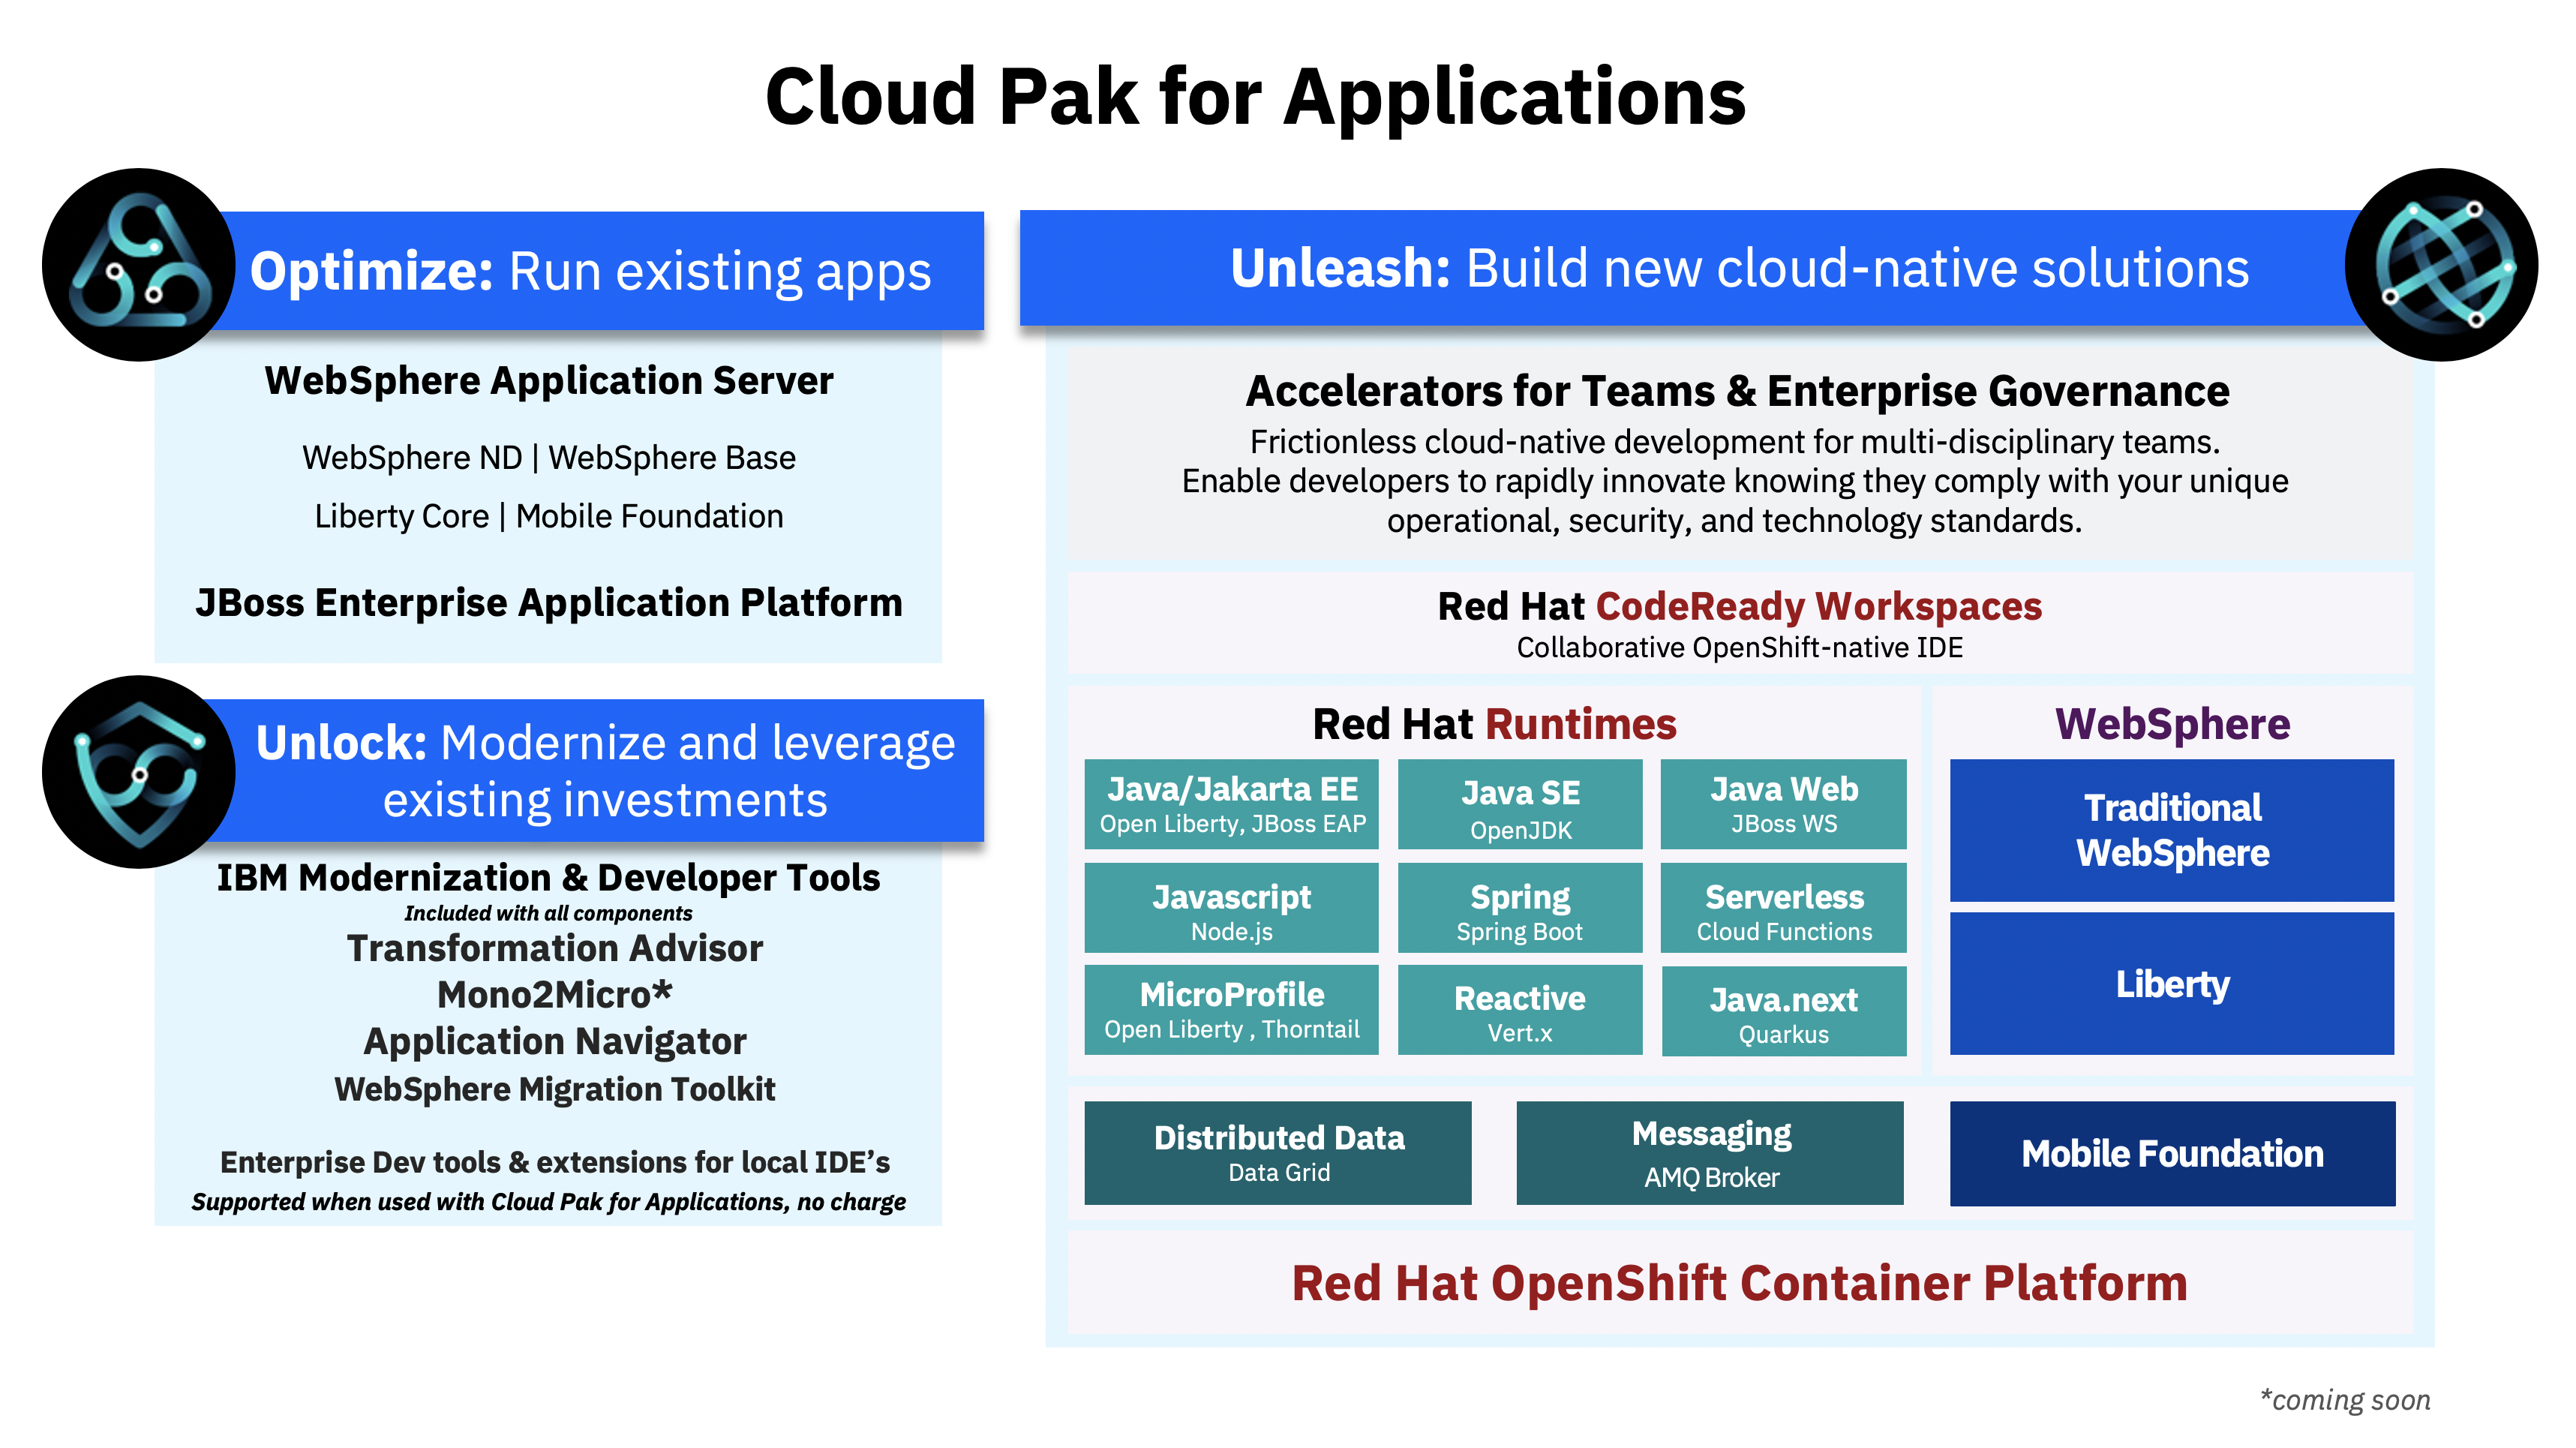 Cloud Pak for Applications
Optimize: Run existing apps
WebSphere Application Server
WebSphere ND | WebSphere Base
Liberty Core | Mobile Foundation
JBoss Enterprise Application Platform
Unlock: Modernize and leverage
existing investments
IBM Modernization & Developer Tools
Included with all components
Transformation Advisor
Mono2Micro*
Application Navigator
WebSphere Migration Toolkit
Enterprise Dev tools & extensions for local IDE’s
Supported when used with Cloud Pak for Applications, no charge
Unleash: Build new cloud-native solutions
Accelerators for Teams & Enterprise Governance
Frictionless cloud-native development for multi-disciplinary teams.
Enable developers to rapidly innovate knowing they comply with your unique
operational, security, and technology standards.
Red Hat CodeReady Workspaces
Collaborative OpenShift-native IDE
Red Hat Runtimes
Java/Jakarta EE
Open Liberty, JBoss EAP
Java SE
OpenJDK
Java Web
JBoss WS
Javascript
Node.js
Spring
Spring Boot
Serverless
Cloud Functions
MicroProfile
Open Liberty , Thorntail
Reactive
Vert.x
Java.next
Quarkus
WebSphere
Traditional
WebSphere
Liberty
Distributed Data
Data Grid
Messaging
AMQ Broker
Mobile Foundation
Red Hat OpenShift Container Platform
*coming soon